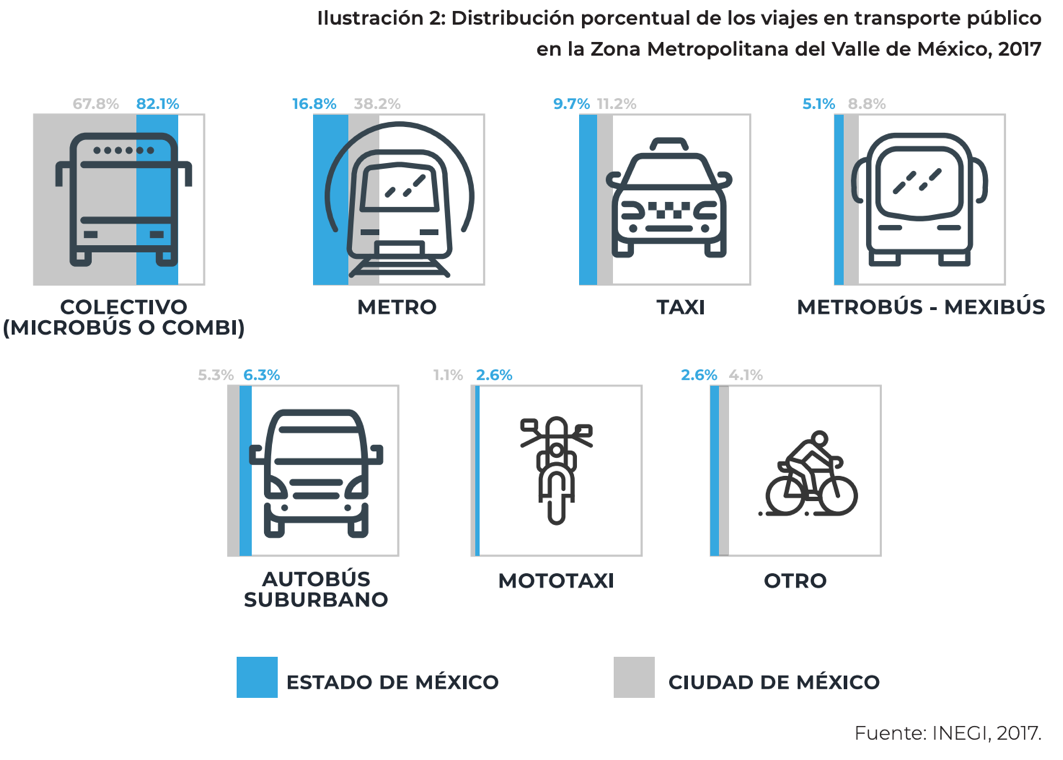 Ilustración 2: Distribución porcentual de los viajes en transporte público
en la Zona Metropolitana del Valle de México, 2017
67.8% 82.1%
COLECTIVO
(MICROBÚS O COMBI)
16.8% 38.2%
METRO
9.7% 11.2%
TAXI
5.1% 8.8%
METROBÚS - MEXIBÚS
5.3% 6.3%
AUTOBÚS
SUBURBANO
1.1% 2.6%
MOTOTAXI
2.6% 4.1%
OTRO
ESTADO DE MÉXICO
CIUDAD DE MÉXICO
Fuente: INEGI, 2017.